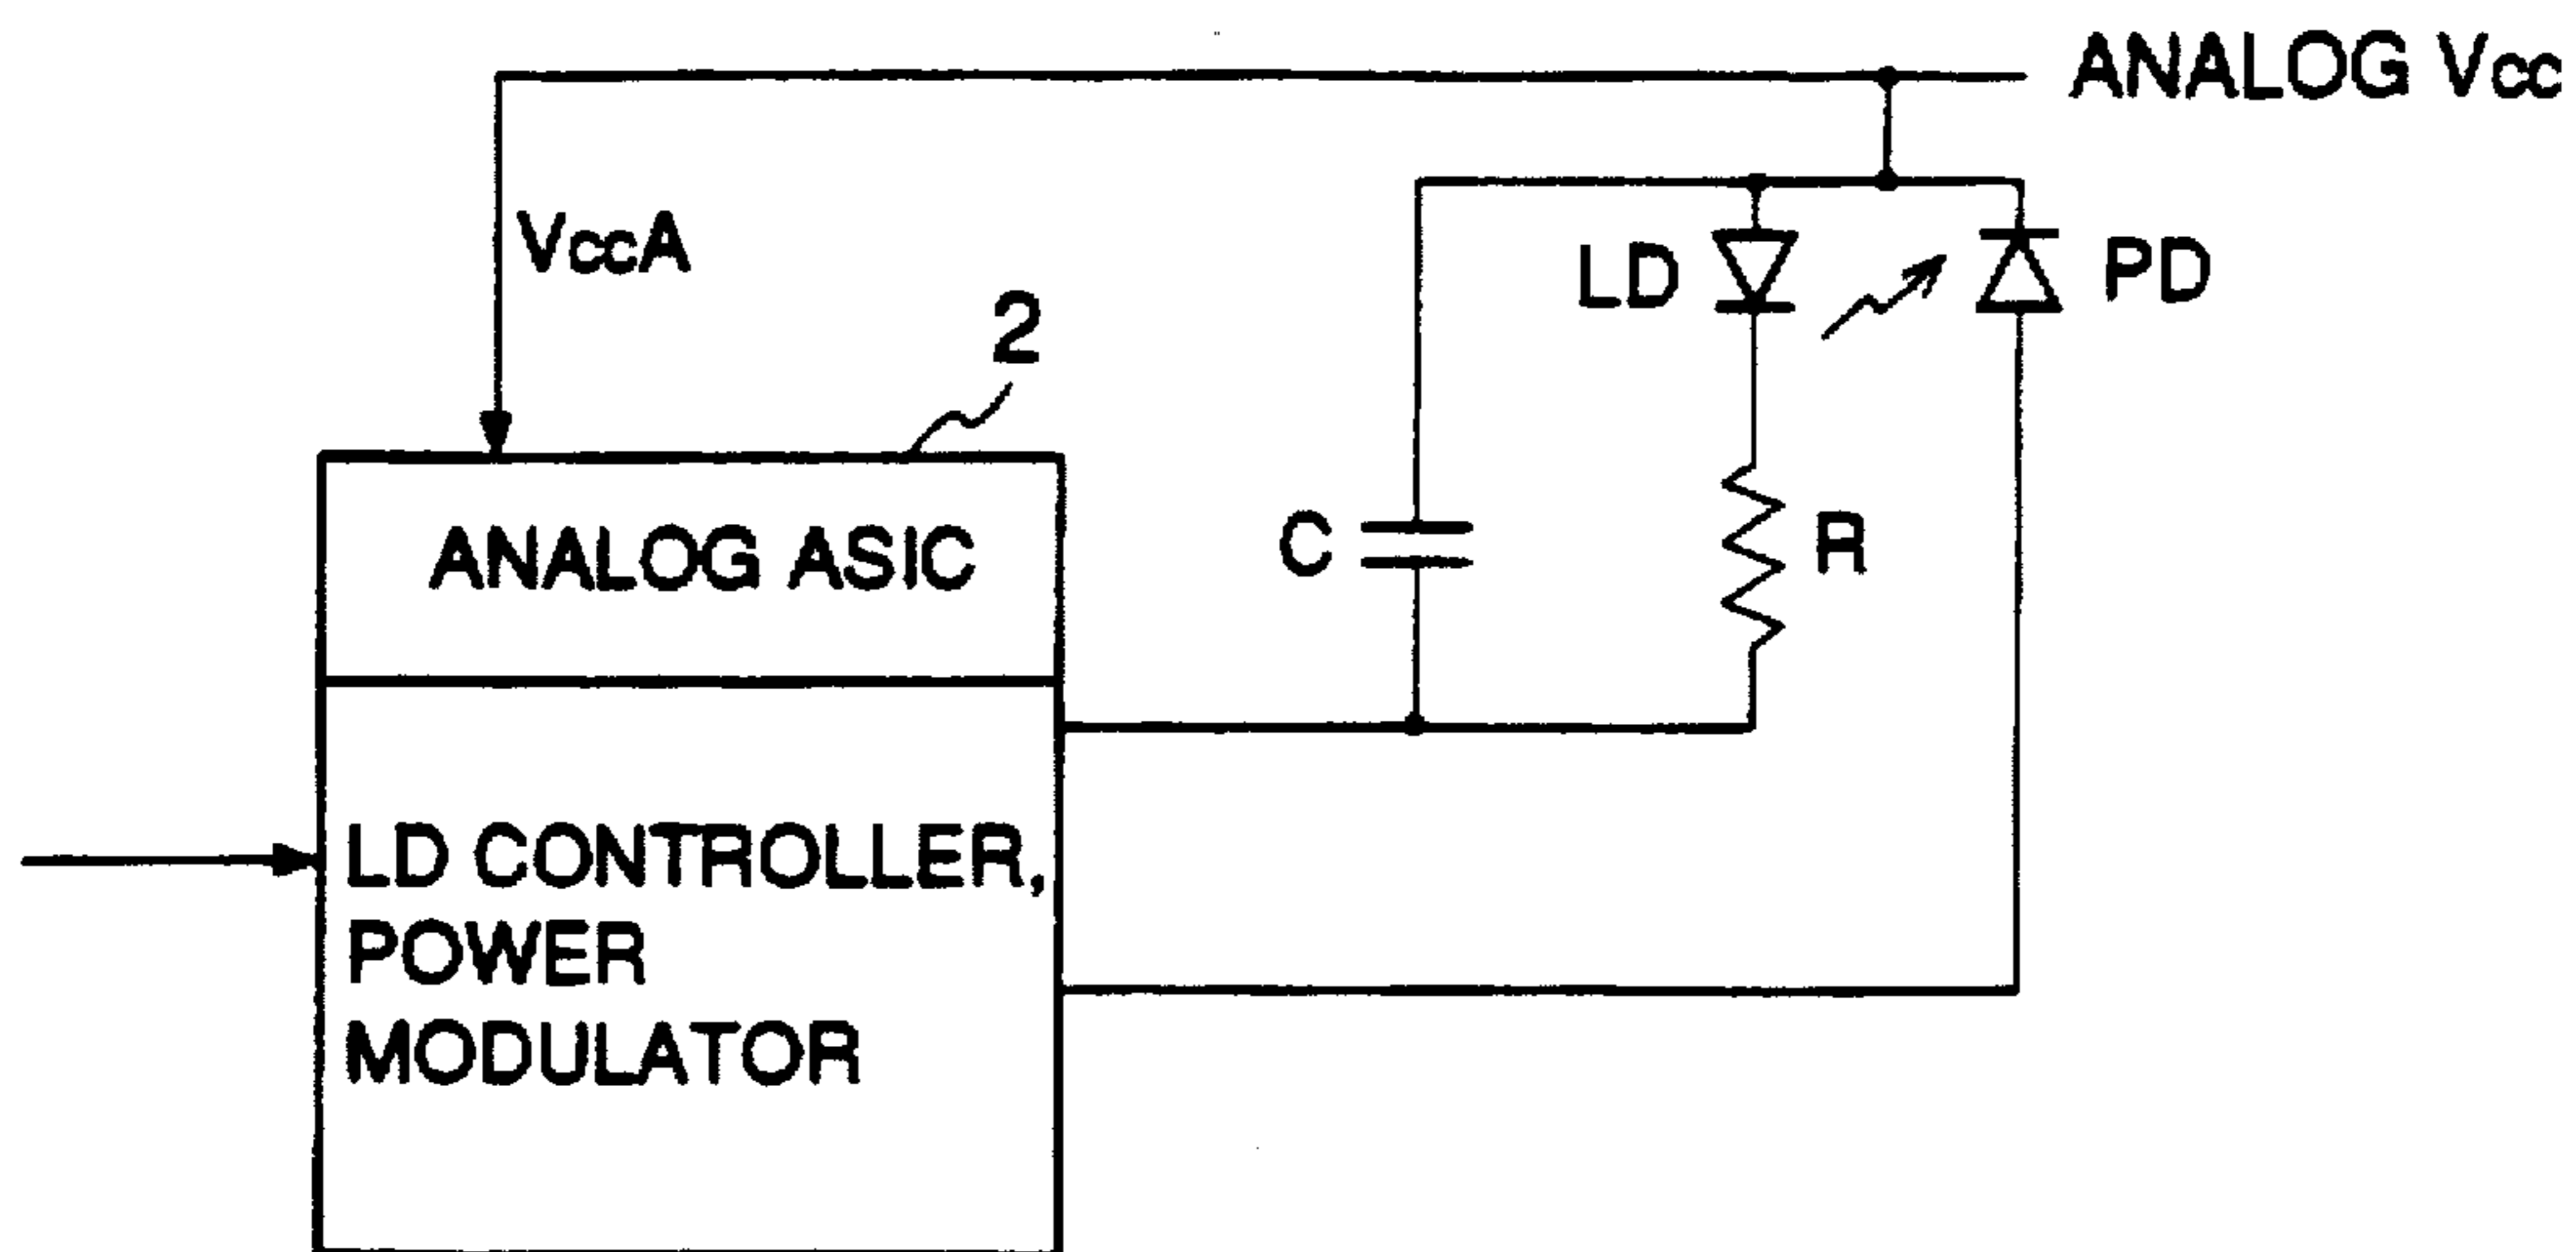 ANALOG Vcc
VccA
LD
PD
2
C
R
ANALOG ASIC
LD CONTROLLER,
POWER
MODULATOR